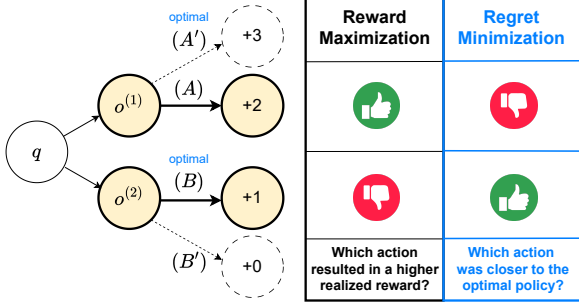 optimal
(A′)
+3
Reward
Maximization
Regret
Minimization
o⁽¹⁾
(A)
+2
q
optimal
o⁽²⁾
(B)
+1
(B′)
+0
Which action
resulted in a higher
realized reward?
Which action
was closer to the
optimal policy?